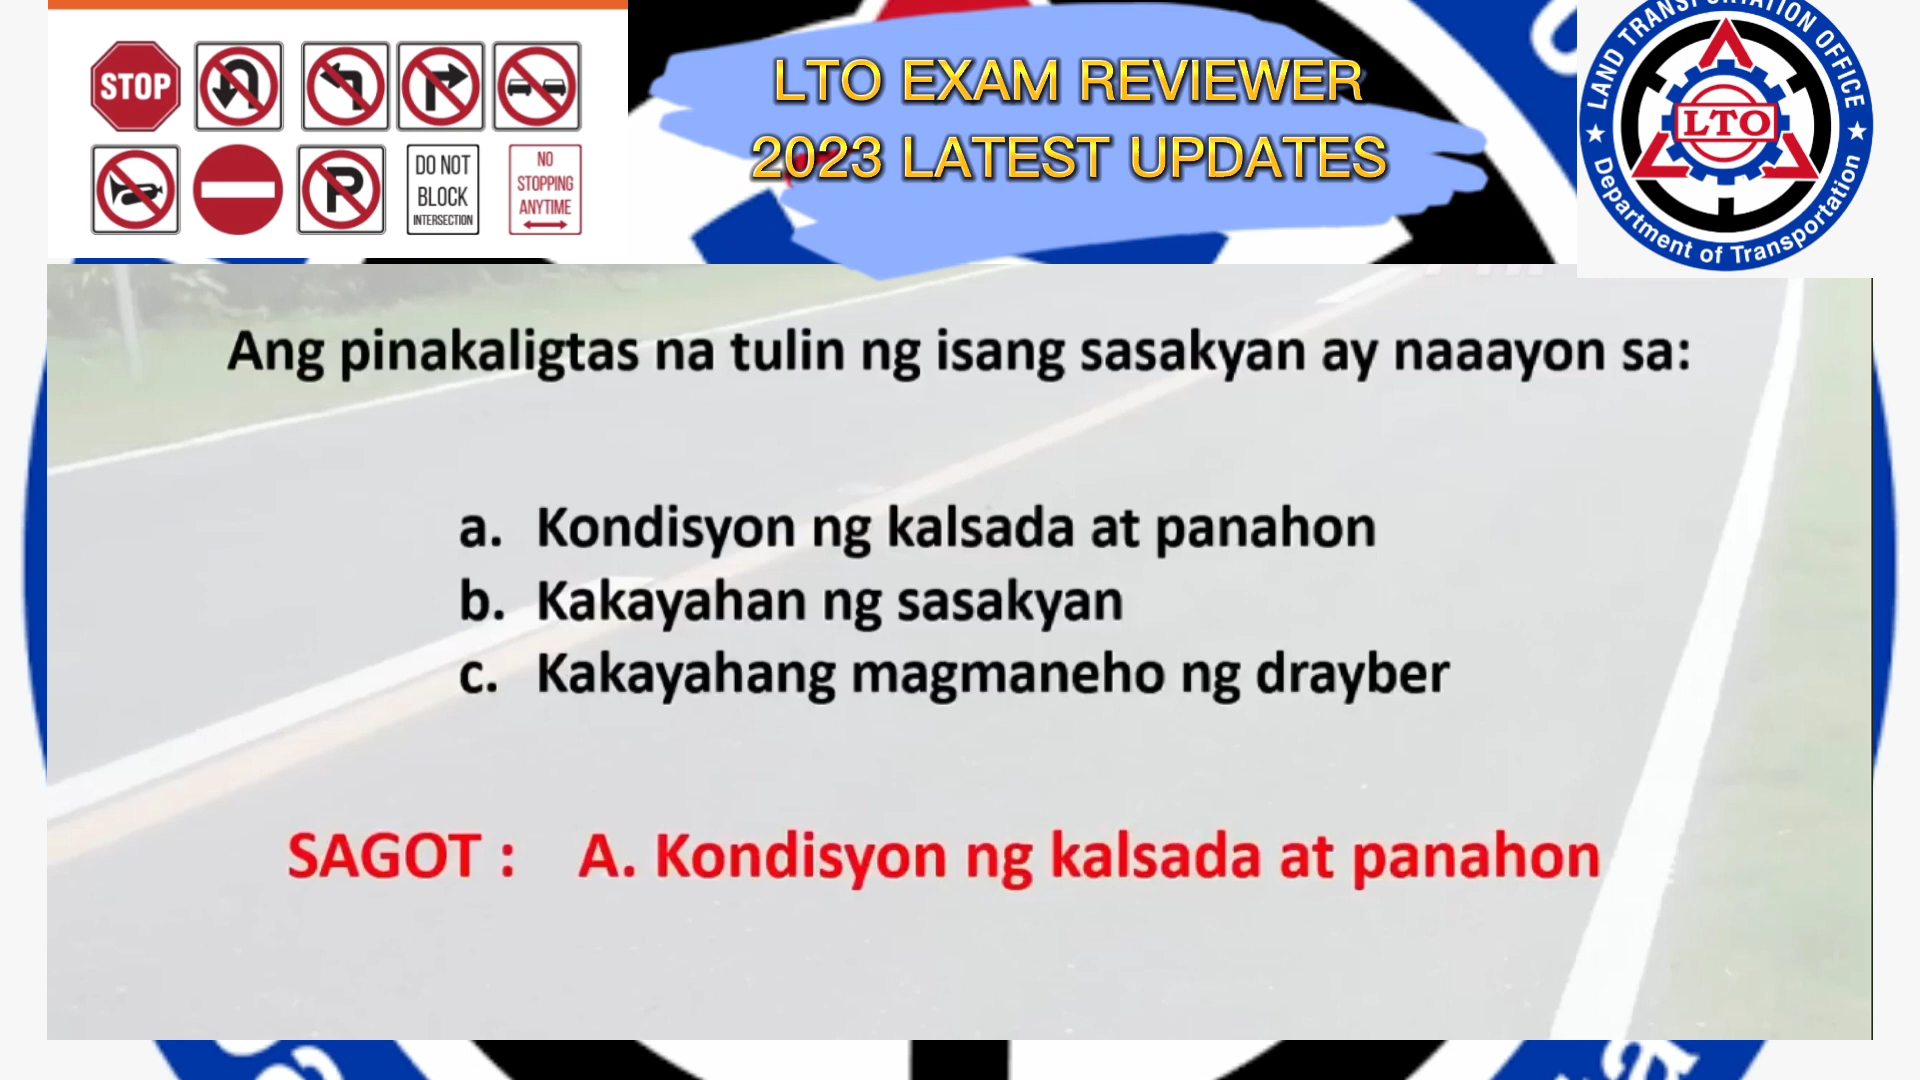 STOP
DO NOT
BLOCK
INTERSECTION
NO
STOPPING
ANYTIME
LTO EXAM REVIEWER
2023 LATEST UPDATES
LAND TRANSPORTATION OFFICE
LTO
Department of Transportation
Ang pinakaligtas na tulin ng isang sasakyan ay naaayon sa:
a. Kondisyon ng kalsada at panahon
b. Kakayahan ng sasakyan
c. Kakayahang magmaneho ng drayber
SAGOT : A. Kondisyon ng kalsada at panahon